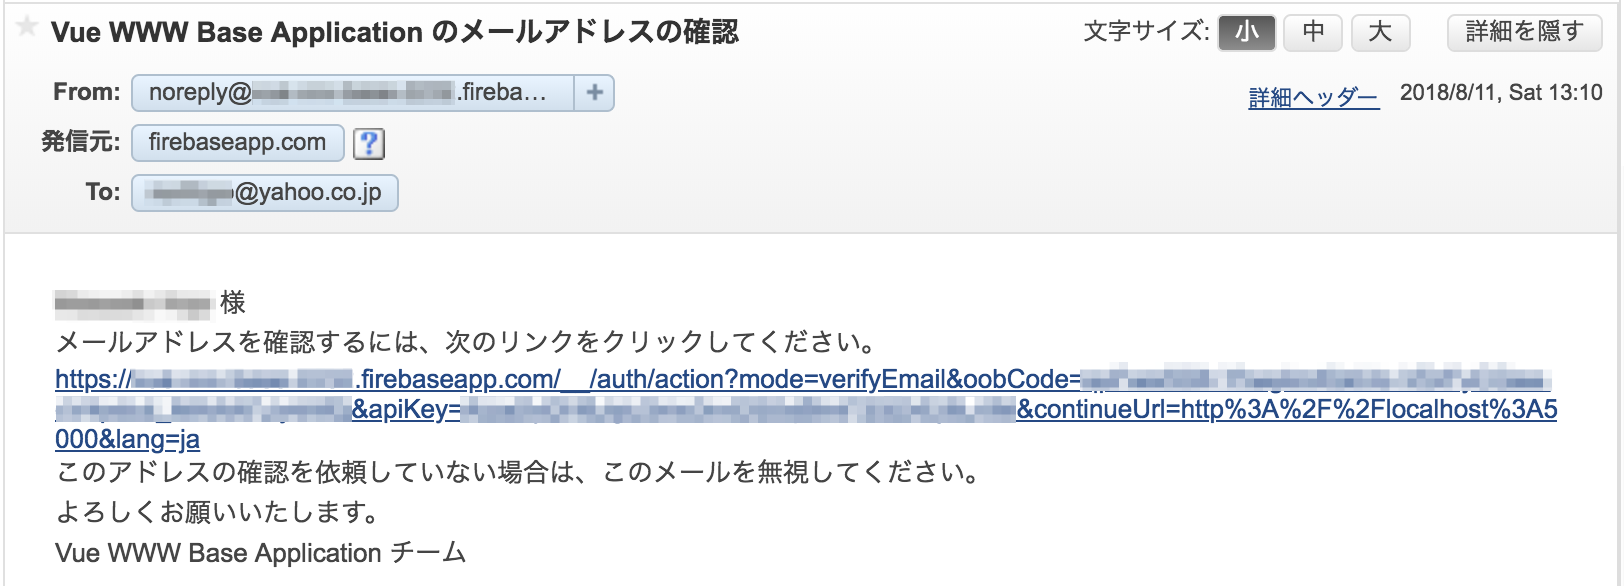 Vue WWW Base Application のメールアドレスの確認
文字サイズ: 小 中 大 詳細を隠す
From: noreply@ .fireba... +
詳細ヘッダー 2018/8/11, Sat 13:10
発信元: firebaseapp.com ?
To: @yahoo.co.jp
様
メールアドレスを確認するには、次のリンクをクリックしてください。
https:// .firebaseapp.com/__/auth/action?mode=verifyEmail&oobCode=
&apiKey= &continueUrl=http%3A%2F%2Flocalhost%3A5
000&lang=ja
このアドレスの確認を依頼していない場合は、このメールを無視してください。
よろしくお願いいたします。
Vue WWW Base Application チーム